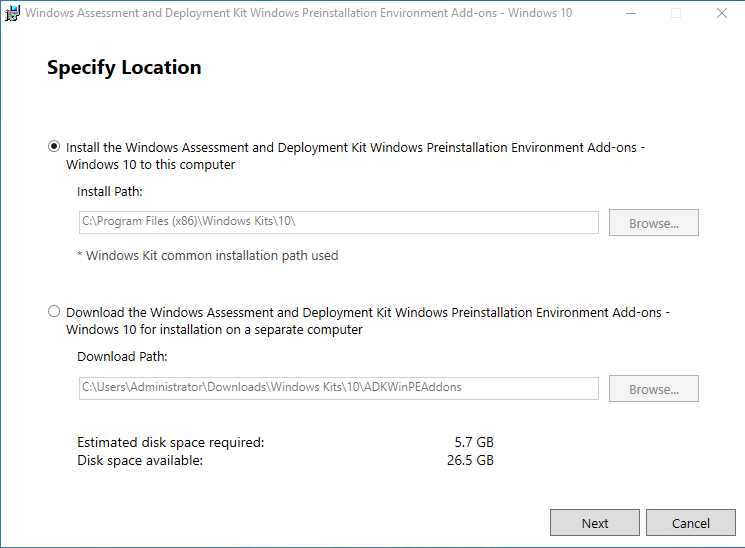 Windows Assessment and Deployment Kit Windows Preinstallation Environment Add-ons - Windows 10
Specify Location
Install the Windows Assessment and Deployment Kit Windows Preinstallation Environment Add-ons -
Windows 10 to this computer
Install Path:
C:\Program Files (x86)\Windows Kits\10\
Browse...
* Windows Kit common installation path used
Download the Windows Assessment and Deployment Kit Windows Preinstallation Environment Add-ons -
Windows 10 for installation on a separate computer
Download Path:
C:\Users\Administrator\Downloads\Windows Kits\10\ADKWinPEAddons
Browse...
Estimated disk space required: 5.7 GB
Disk space available: 26.5 GB
Next Cancel